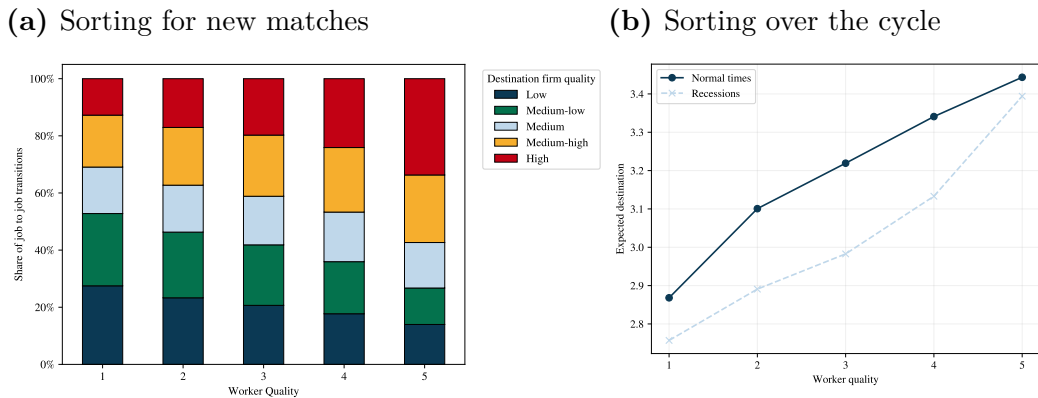 (a) Sorting for new matches
100%
80%
60%
40%
20%
0%
Share of job to job transitions
1 2 3 4 5
Worker Quality
Destination firm quality
Low
Medium-low
Medium
Medium-high
High
(b) Sorting over the cycle
Normal times
Recessions
3.4
3.3
3.2
3.1
3.0
2.9
2.8
Expected destination
1 2 3 4 5
Worker quality